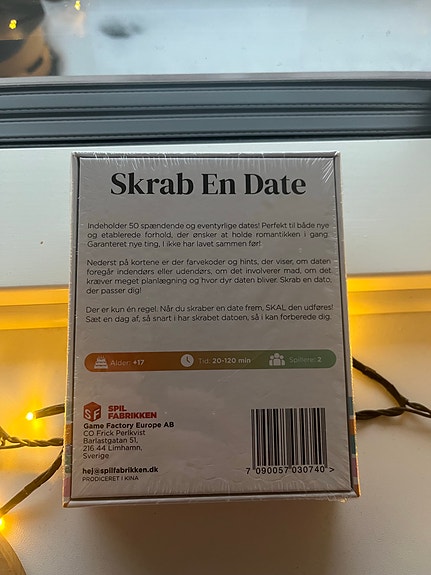 Skrab En Date
Indeholder 50 spændende og eventyrlige dates! Perfekt til både nye
og etablerede forhold, der ønsker at holde romantikken i gang.
Garanteret nye ting, I ikke har lavet sammen før!
Nederst på kortene er der farvekoder og hints, der viser, om daten
foregår indendørs eller udendørs, om det involverer mad, om det
kræver meget planlægning og hvor dyr daten bliver. Skrab en dato,
der passer dig!
Der er kun én regel. Når du skraber en date frem, SKAL den udføres!
Sæt en dag af, så snart i har skrabet datoen, så i kan forberede dig.
Alder: +17
Tid: 20-120 min
Spillere: 2
SF
SPIL
FABRIKKEN
Game Factory Europe AB
CO Frick Perlkvist
Barlastgatan 51,
216 44 Limhamn,
Sverige
hej@spilfabrikken.dk
PRODUCERET I KINA
7 090057 030740 >